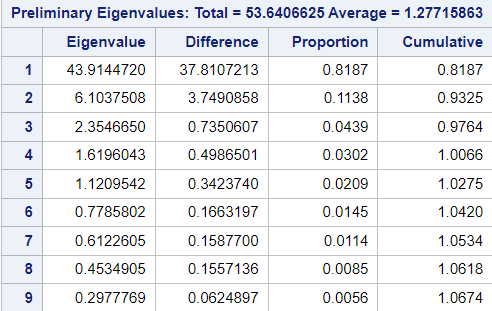 Preliminary Eigenvalues: Total = 53.6406625 Average = 1.27715863
Eigenvalue Difference Proportion Cumulative
1 43.9144720 37.8107213 0.8187 0.8187
2 6.1037508 3.7490858 0.1138 0.9325
3 2.3546650 0.7350607 0.0439 0.9764
4 1.6196043 0.4986501 0.0302 1.0066
5 1.1209542 0.3423740 0.0209 1.0275
6 0.7785802 0.1663197 0.0145 1.0420
7 0.6122605 0.1587700 0.0114 1.0534
8 0.4534905 0.1557136 0.0085 1.0618
9 0.2977769 0.0624897 0.0056 1.0674